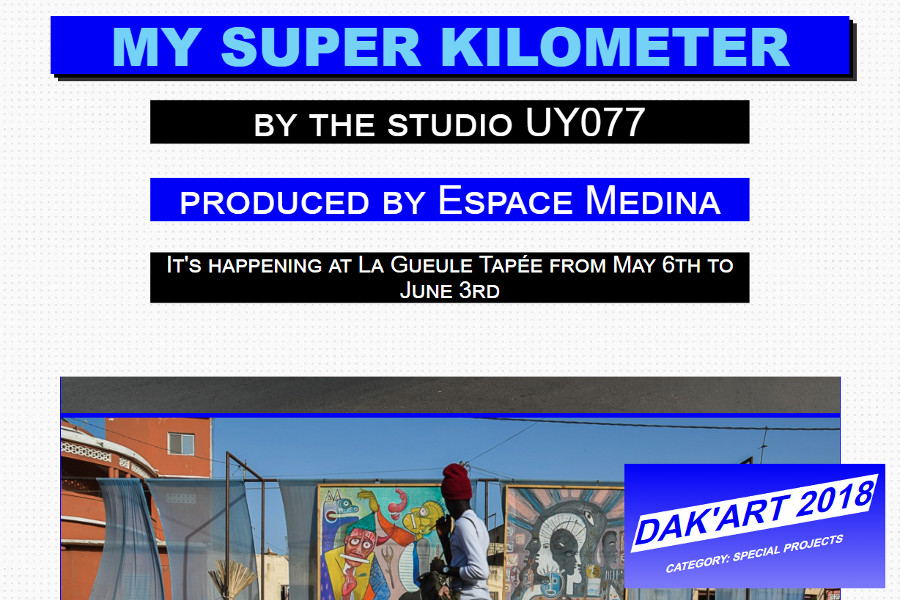 MY SUPER KILOMETER
BY THE STUDIO UY077
PRODUCED BY ESPACE MEDINA
IT'S HAPPENING AT LA GUEULE TAPÉE FROM MAY 6TH TO
JUNE 3RD
DAK'ART 2018
CATEGORY: SPECIAL PROJECTS